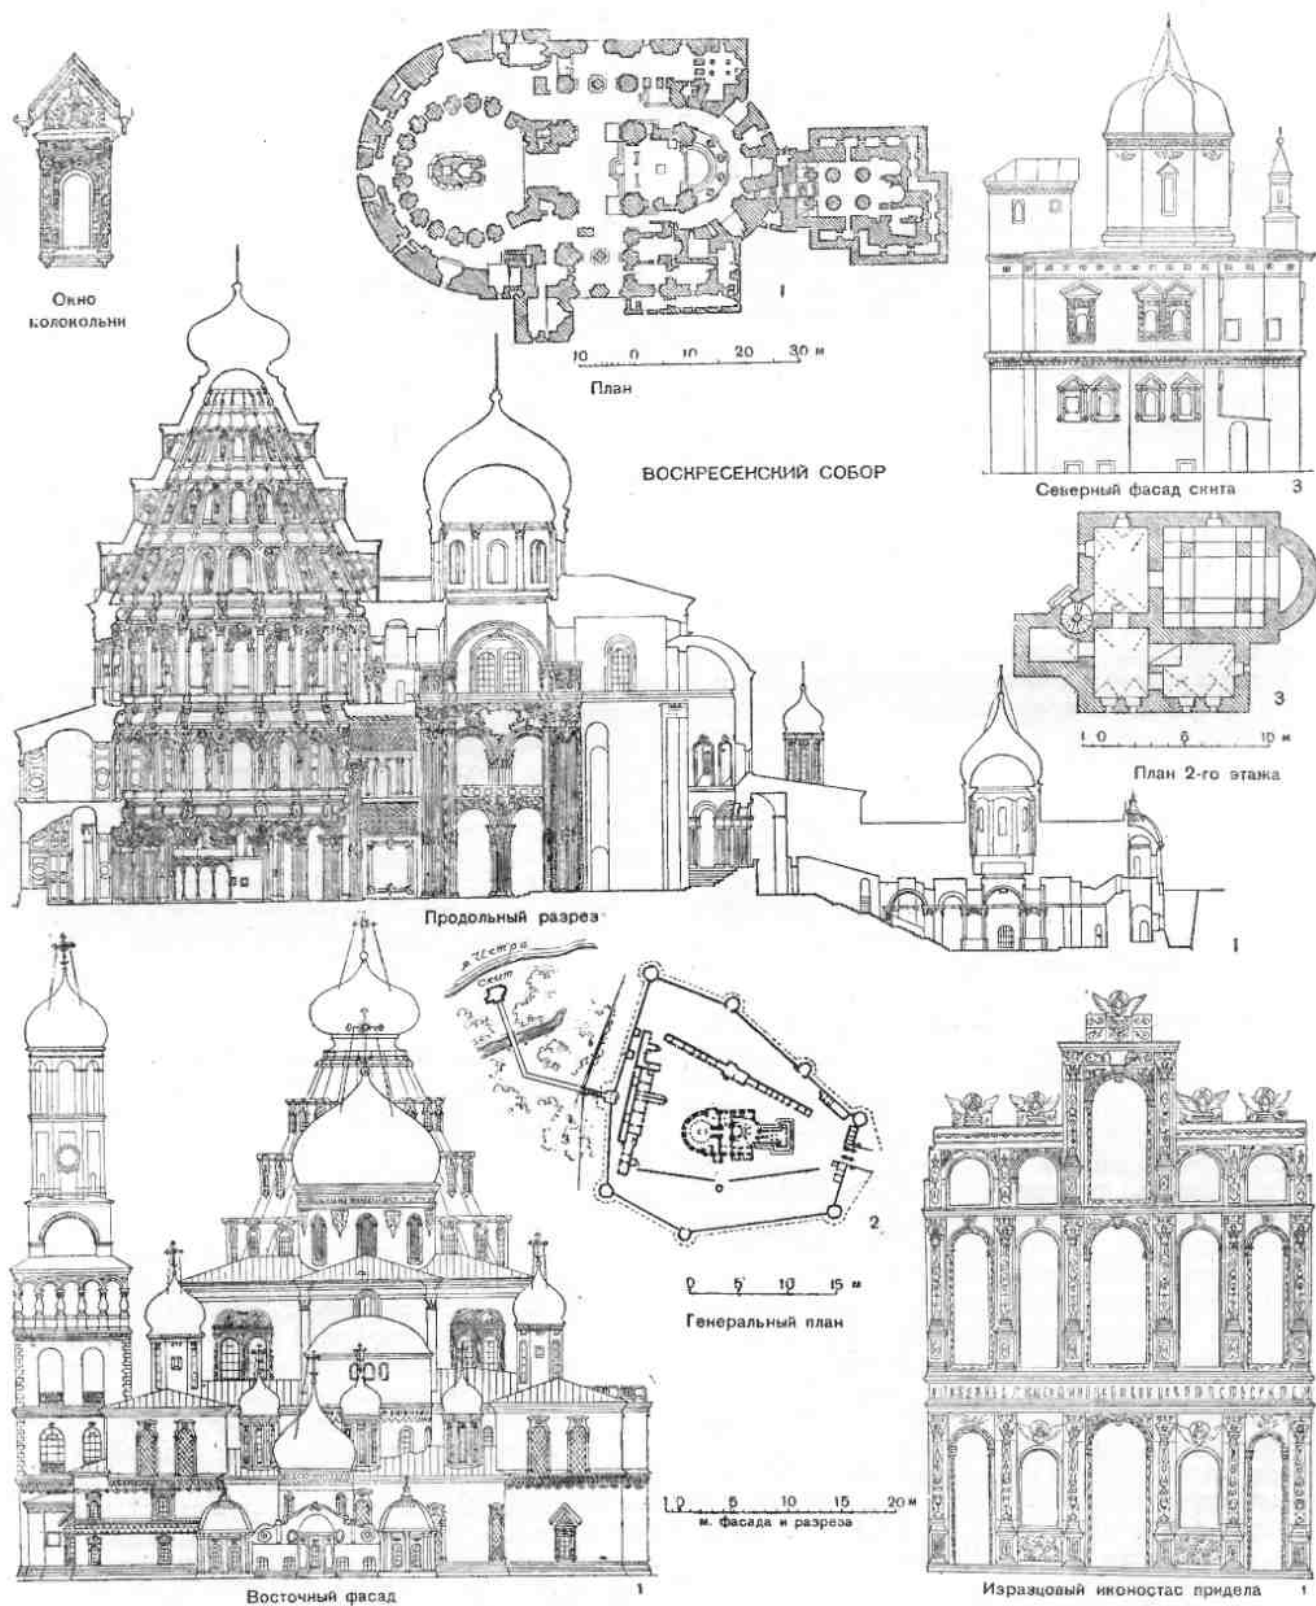 Окно
колокольни
1
10 0 10 20 30 м
План
ВОСКРЕСЕНСКИЙ СОБОР
Северный фасад скита 3
3
1 0 5 10 м
План 2-го этажа
Продольный разрез
1
р. Истра
Скит
2
0 5 10 15 м
Генеральный план
1 0 5 10 15 20 м
м. фасада и разреза
Восточный фасад 1
Изразцовый иконостас придела 1